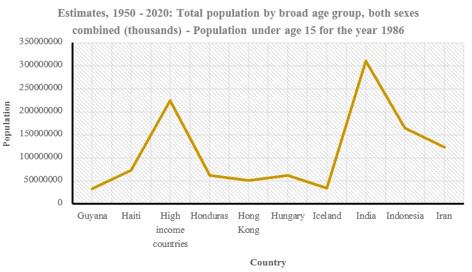 Estimates, 1950 - 2020: Total population by broad age group, both sexes
combined (thousands) - Population under age 15 for the year 1986
350000000
300000000
250000000
200000000
150000000
100000000
50000000
0
Population
Guyana Haiti High income countries Honduras Hong Kong Hungary Iceland India Indonesia Iran
Country